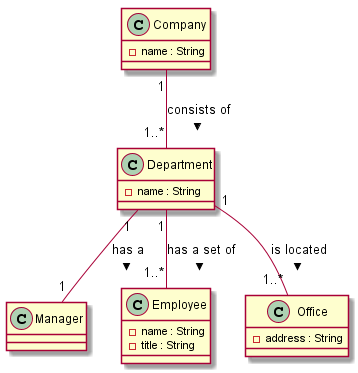 C Company
name : String
1
consists of
1..*
C Department
name : String
1 1 1
has a has a set of is located
1 1..* 1..*
C Manager
C Employee
name : String
title : String
C Office
address : String